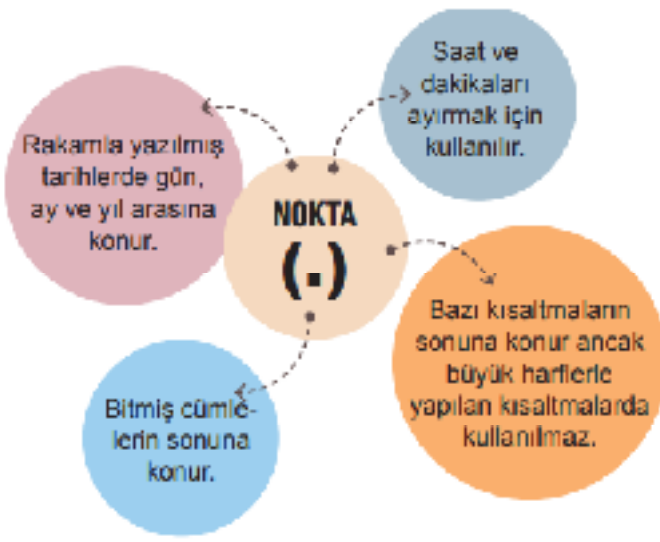 Saat ve
dakikaları
ayırmak için
kullanılır.
Rakamla yazılmış
tarihlerde gün,
ay ve yıl arasına
konur.
NOKTA
(.)
Bazı kısaltmaların
sonuna konur ancak
büyük harflerle
yapılan kısaltmalarda
kullanılmaz.
Bitmiş cümle-
lerin sonuna
konur.